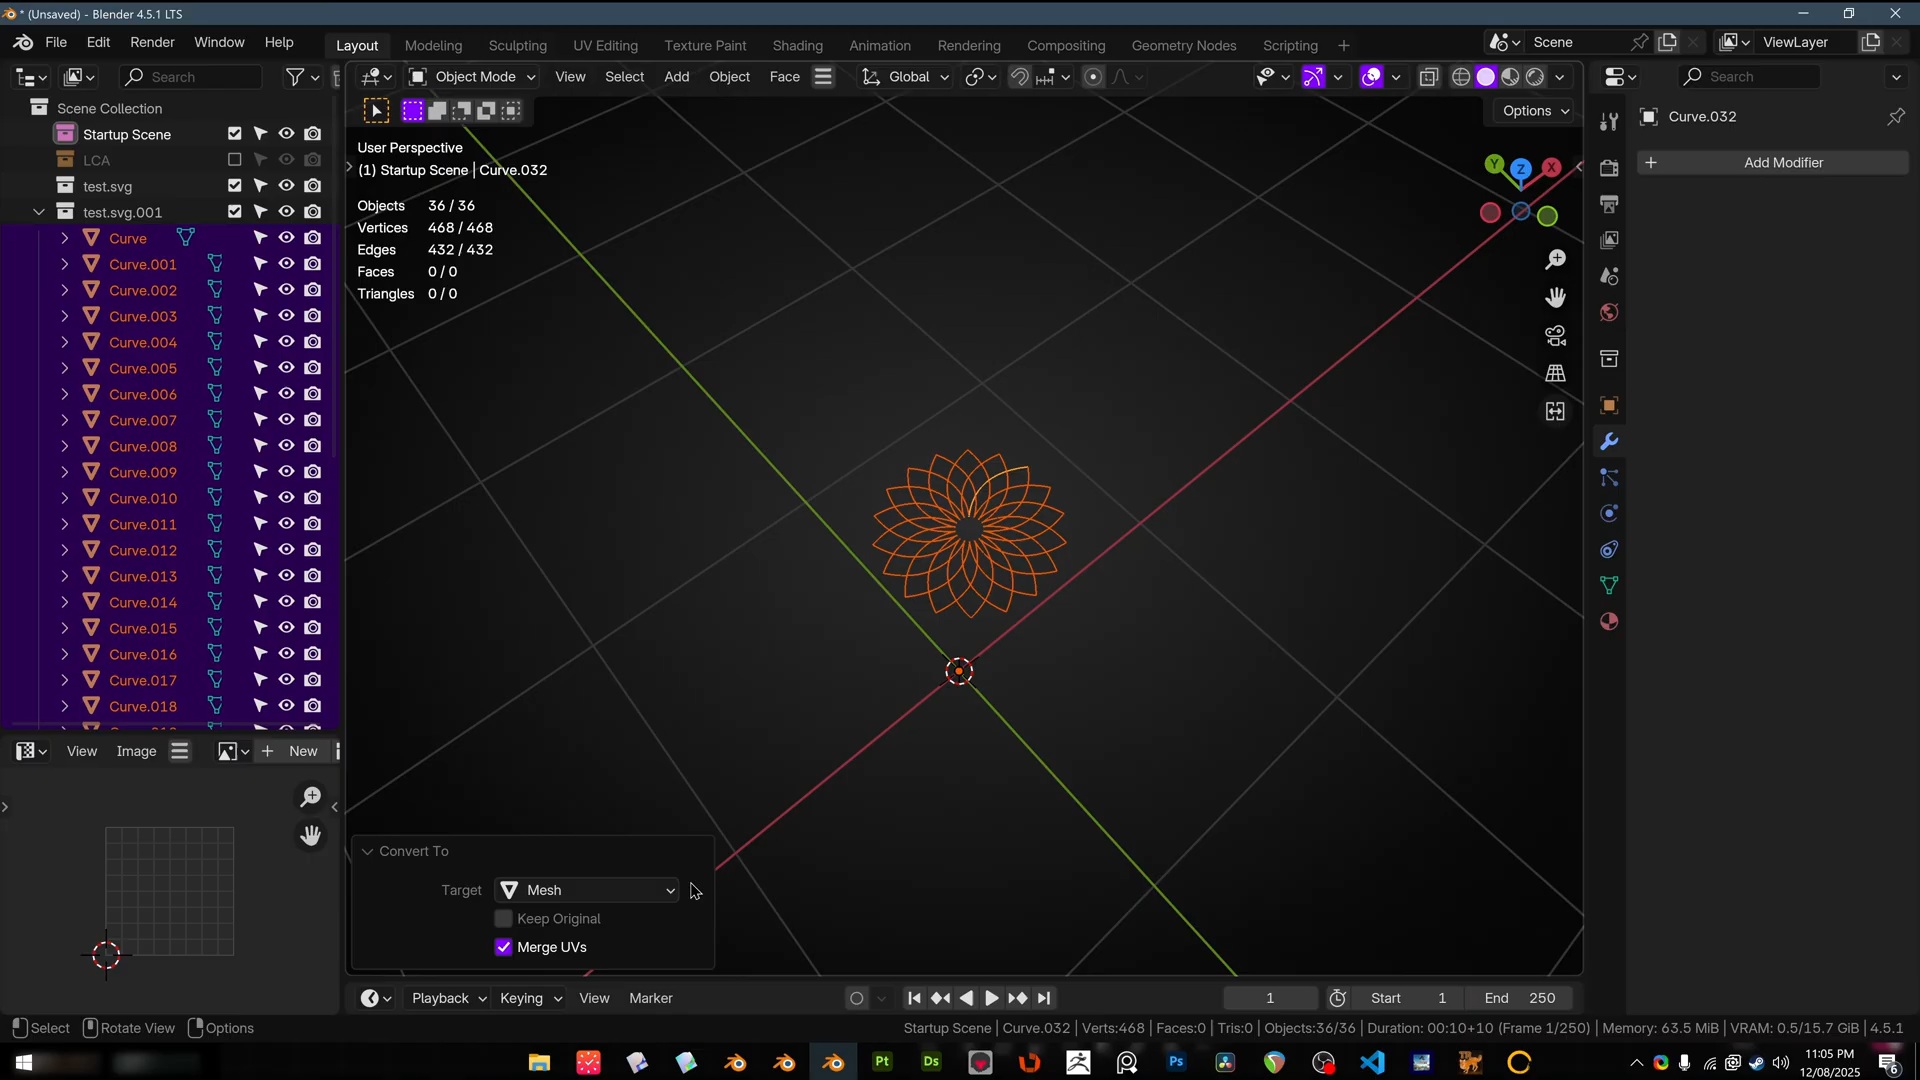 * (Unsaved) - Blender 4.5.1 LTS
File Edit Render Window Help
Layout Modeling Sculpting UV Editing Texture Paint Shading Animation Rendering Compositing Geometry Nodes Scripting +
Scene
ViewLayer
Search
Object Mode View Select Add Object Face
Global
Search
Options
Scene Collection
Startup Scene
LCA
test.svg
test.svg.001
Curve
Curve.001
Curve.002
Curve.003
Curve.004
Curve.005
Curve.006
Curve.007
Curve.008
Curve.009
Curve.010
Curve.011
Curve.012
Curve.013
Curve.014
Curve.015
Curve.016
Curve.017
Curve.018
User Perspective
(1) Startup Scene | Curve.032
Objects 36 / 36
Vertices 468 / 468
Edges 432 / 432
Faces 0 / 0
Triangles 0 / 0
Y Z X
Curve.032
+ Add Modifier
View Image + New
Convert To
Target Mesh
Keep Original
Merge UVs
Playback Keying View Marker
1
Start 1
End 250
Select Rotate View Options
Startup Scene | Curve.032 | Verts:468 | Faces:0 | Tris:0 | Objects:36/36 | Duration: 00:10+10 (Frame 1/250) | Memory: 63.5 MiB | VRAM: 0.5/15.7 GiB | 4.5.1
Pt Ds Ps
11:05 PM
12/08/2025
6